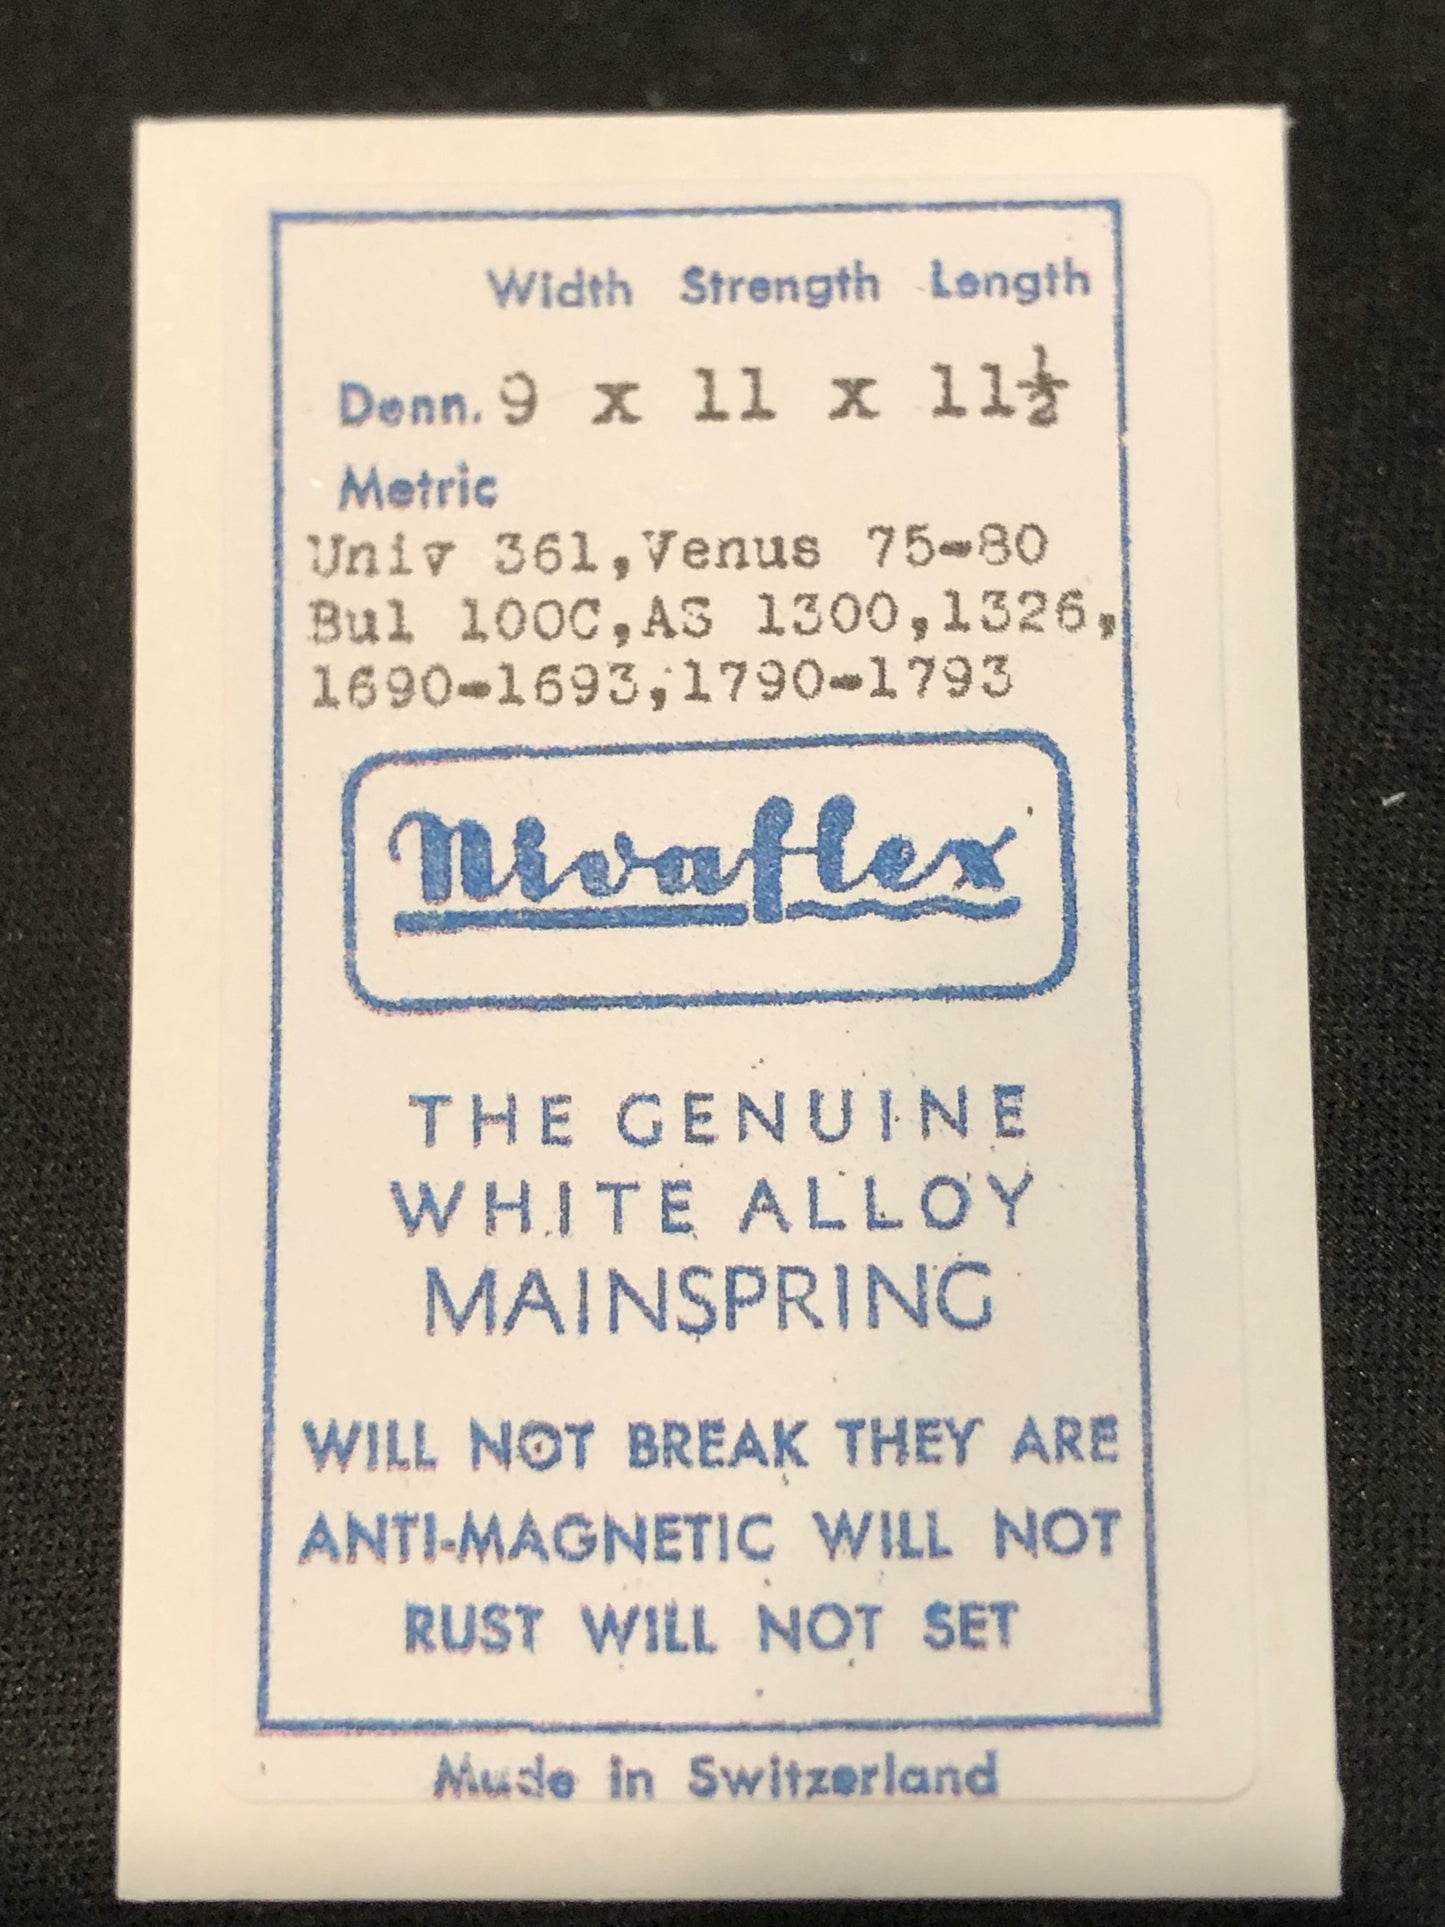 Width Strength Length
Denn. 9 x 11 x 11½
Metric
Univ 361,Venus 75-80
Bul 100C,AS 1300,1326,
1690-1693,1790-1793
Nivaflex
THE GENUINE
WHITE ALLOY
MAINSPRING
WILL NOT BREAK THEY ARE
ANTI-MAGNETIC WILL NOT
RUST WILL NOT SET
Made in Switzerland